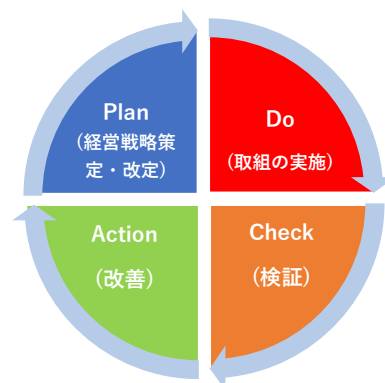 Plan
(経営戦略策
定・改定)
Do
(取組の実施)
Check
(検証)
Action
(改善)